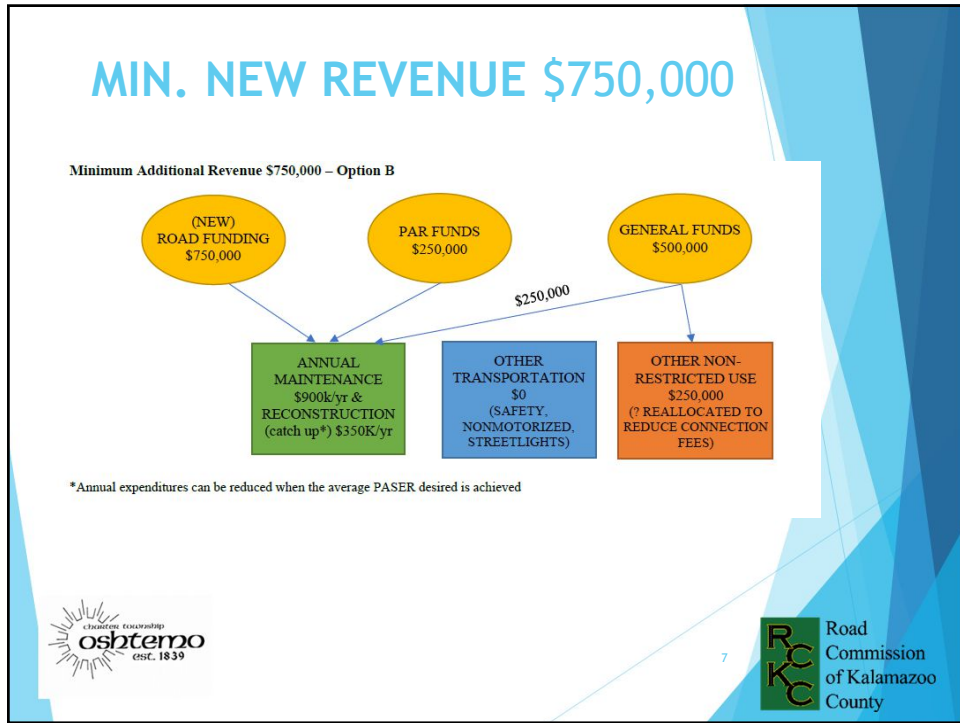 MIN. NEW REVENUE $750,000
Minimum Additional Revenue $750,000 – Option B
(NEW)
ROAD FUNDING
$750,000
PAR FUNDS
$250,000
GENERAL FUNDS
$500,000
$250,000
ANNUAL
MAINTENANCE
$900k/yr &
RECONSTRUCTION
(catch up*) $350K/yr
OTHER
TRANSPORTATION
$0
(SAFETY,
NONMOTORIZED,
STREETLIGHTS)
OTHER NON-
RESTRICTED USE
$250,000
(? REALLOCATED TO
REDUCE CONNECTION
FEES)
*Annual expenditures can be reduced when the average PASER desired is achieved
charter township
oshtemo
est. 1839
7
RCKC
Road
Commission
of Kalamazoo
County